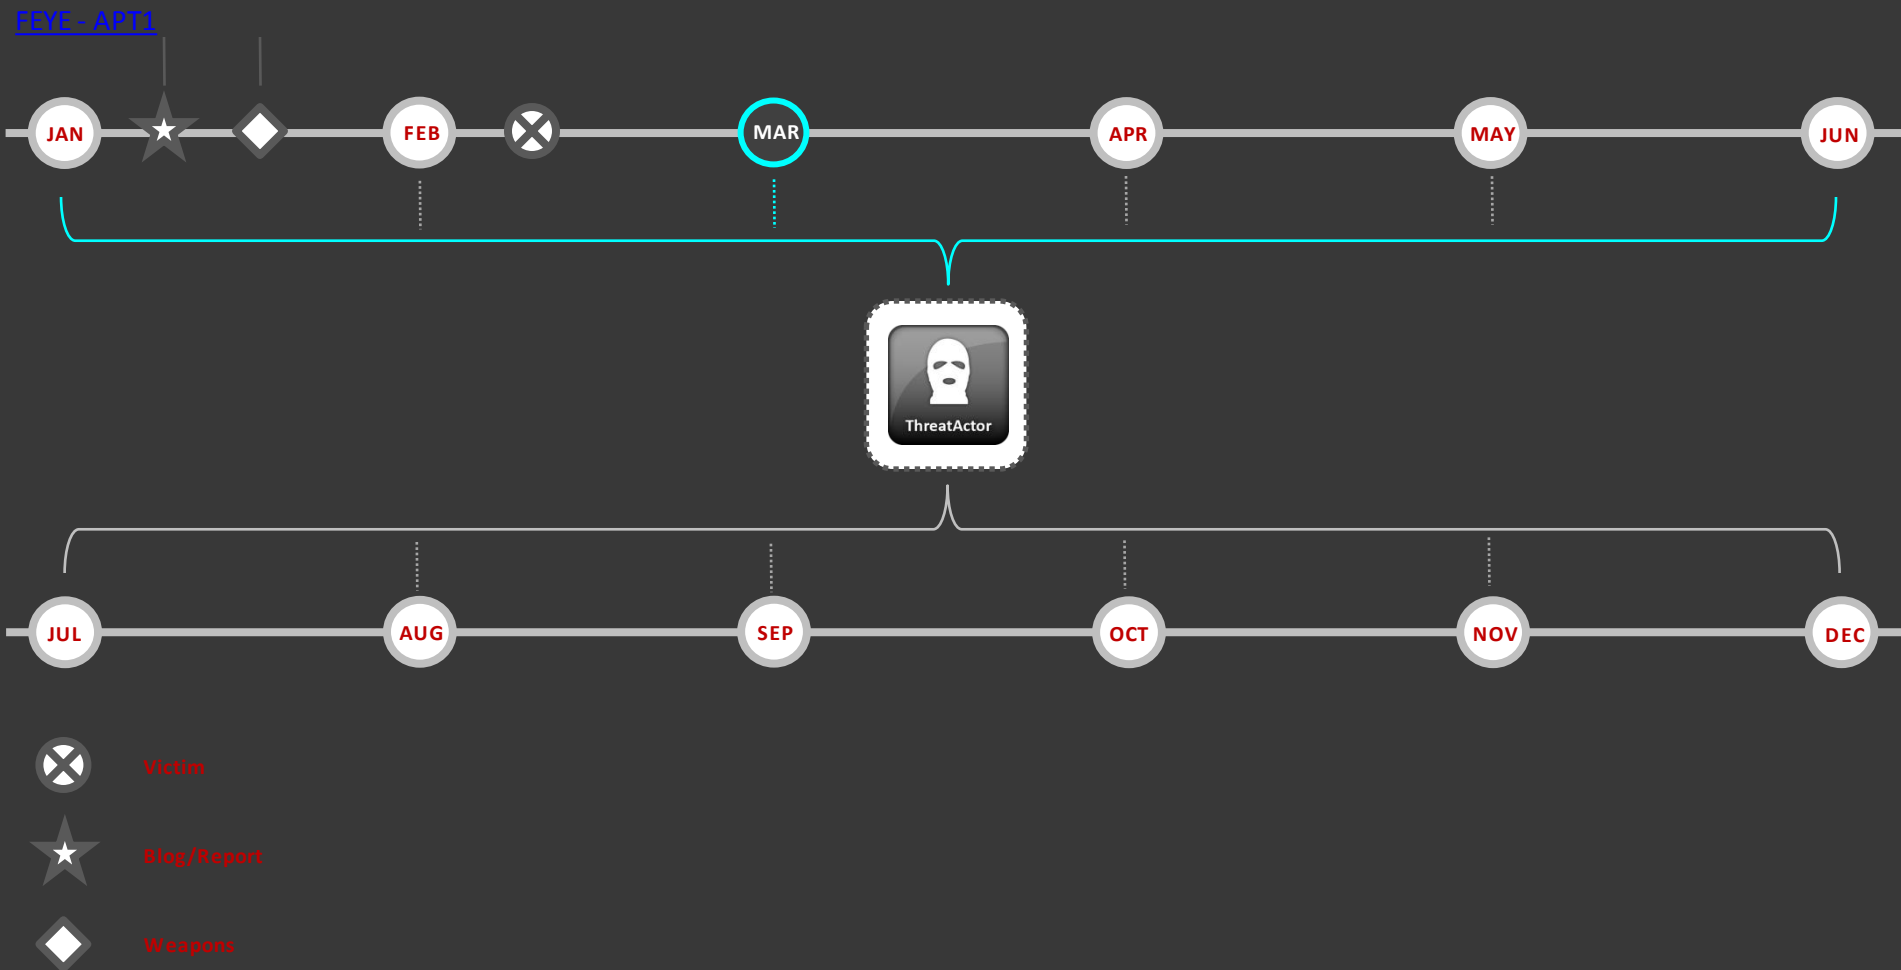 FEYE - APT1
JAN
FEB
MAR
APR
MAY
JUN
ThreatActor
JUL
AUG
SEP
OCT
NOV
DEC
Victim
Blog/Report
Weapons